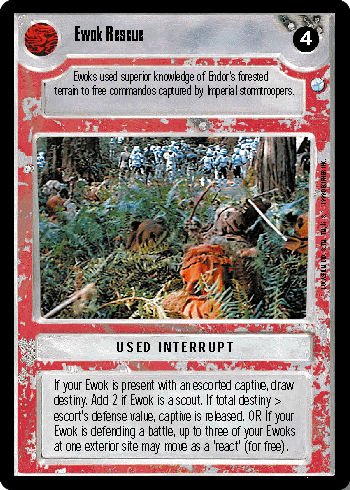 Ewok Rescue
4
Ewoks used superior knowledge of Endor's forested
terrain to free commandos captured by Imperial stormtroopers.
USED INTERRUPT
If your Ewok is present with an escorted captive, draw
destiny. Add 2 if Ewok is a scout. If total destiny >
escort's defense value, captive is released. OR If your
Ewok is defending a battle, up to three of your Ewoks
at one exterior site may move as a 'react' (for free).